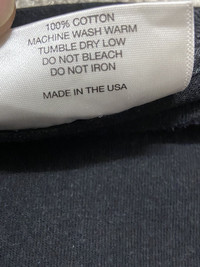 100% COTTON
MACHINE WASH WARM
TUMBLE DRY LOW
DO NOT BLEACH
DO NOT IRON
MADE IN THE USA